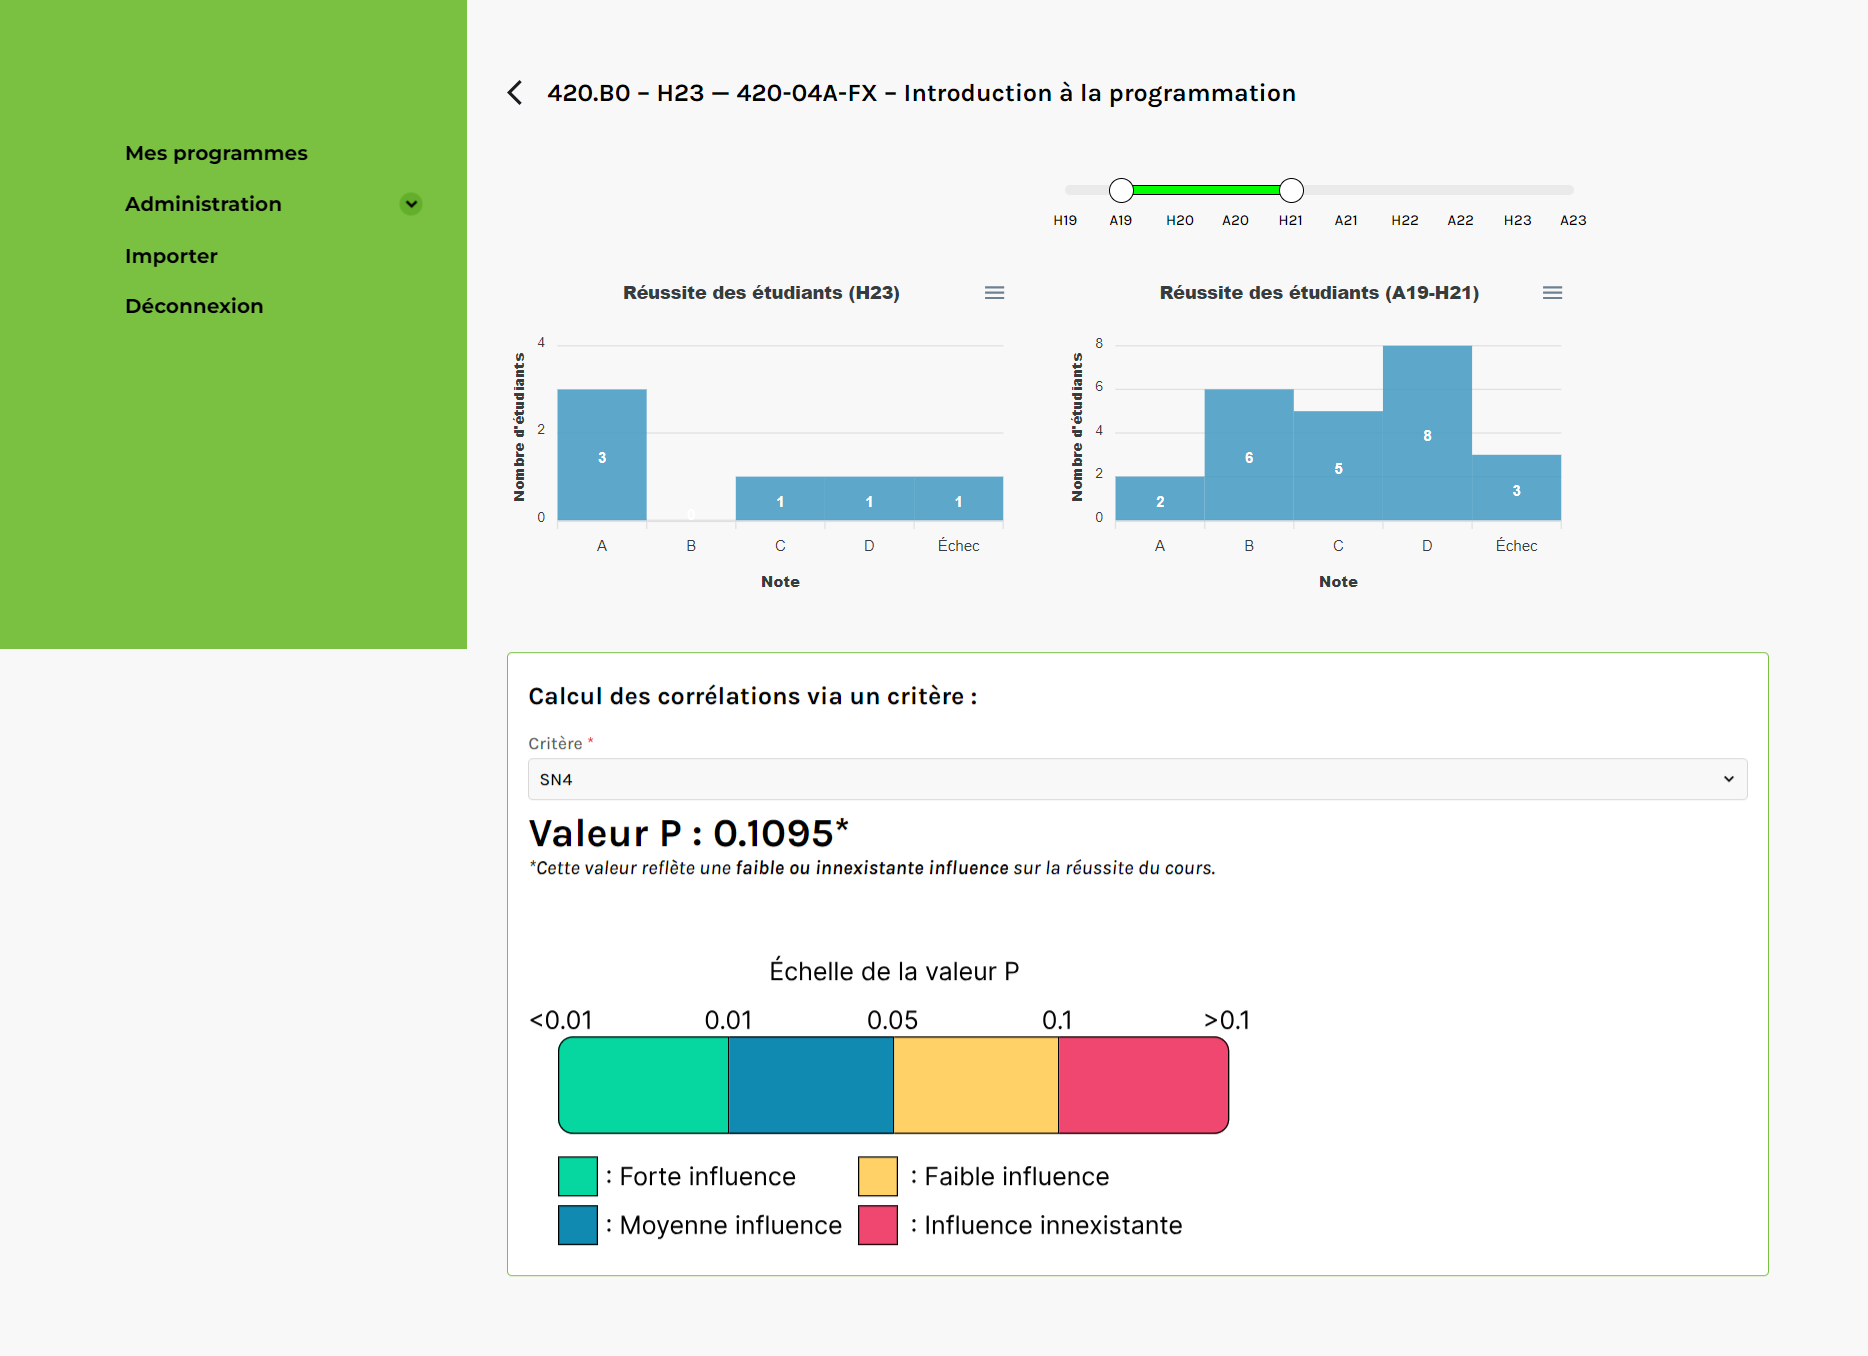 Mes programmes
Administration
Importer
Déconnexion
420.B0 – H23 — 420-04A-FX – Introduction à la programmation
H19 A19 H20 A20 H21 A21 H22 A22 H23 A23
Réussite des étudiants (H23)
Nombre d'étudiants
4
2
0
3 0 1 1 1
A B C D Échec
Note
Réussite des étudiants (A19-H21)
Nombre d'étudiants
8
6
4
2
0
2 6 5 8 3
A B C D Échec
Note
Calcul des corrélations via un critère :
Critère *
SN4
Valeur P : 0.1095*
*Cette valeur reflète une faible ou innexistante influence sur la réussite du cours.
Échelle de la valeur P
<0.01 0.01 0.05 0.1 >0.1
: Forte influence : Faible influence
: Moyenne influence : Influence innexistante